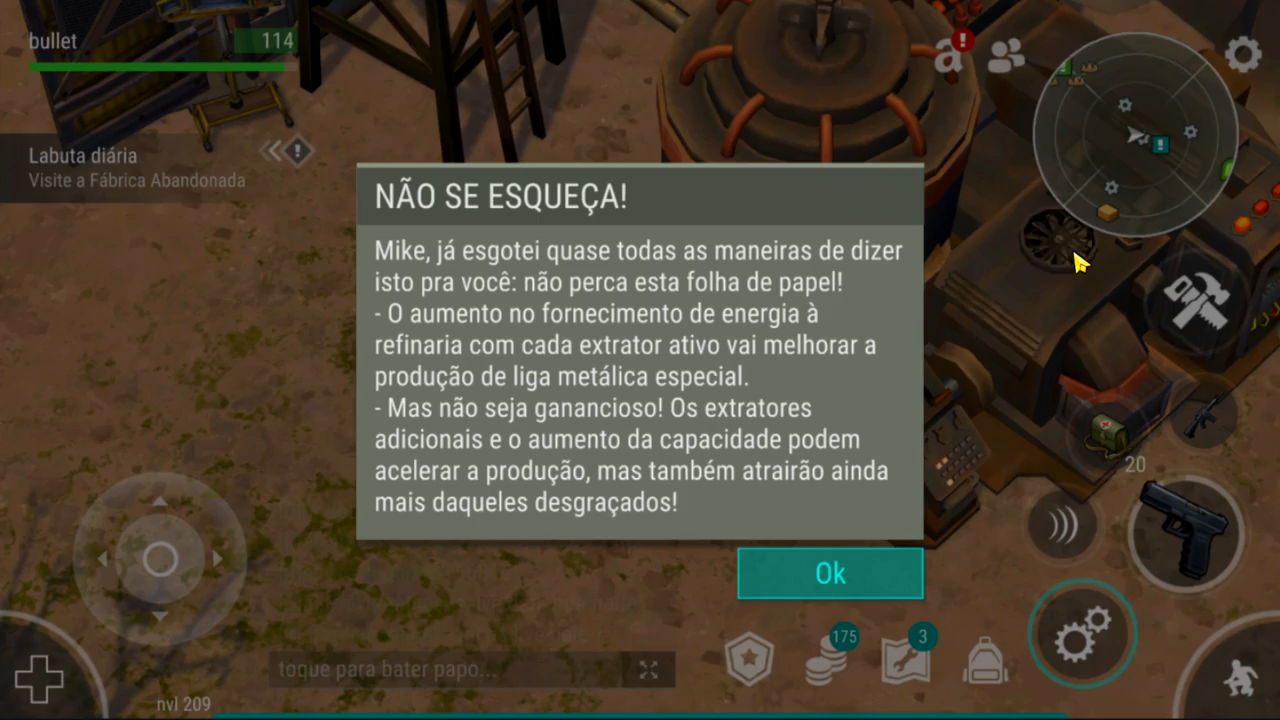 bullet
114
Labuta diária
Visite a Fábrica Abandonada
NÃO SE ESQUEÇA!
Mike, já esgotei quase todas as maneiras de dizer
isto pra você: não perca esta folha de papel!
- O aumento no fornecimento de energia à
refinaria com cada extrator ativo vai melhorar a
produção de liga metálica especial.
- Mas não seja ganancioso! Os extratores
adicionais e o aumento da capacidade podem
acelerar a produção, mas também atrairão ainda
mais daqueles desgraçados!
Ok
20
175
3
toque para bater papo...
nvl 209